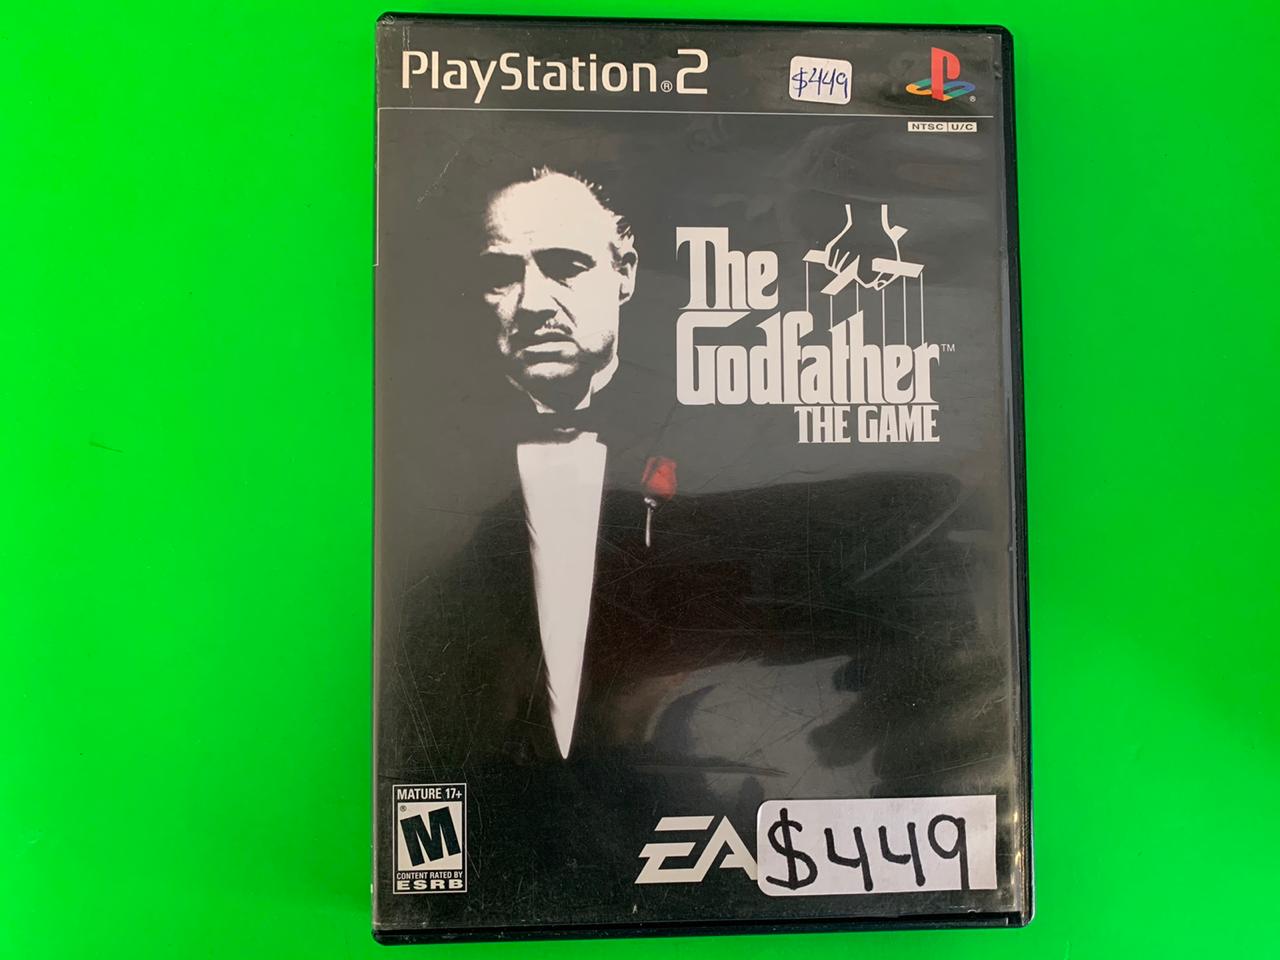 PlayStation®2
$449
®
NTSC U/C
The
Godfather™
THE GAME
MATURE 17+
®
M
CONTENT RATED BY
ESRB
EA
$449